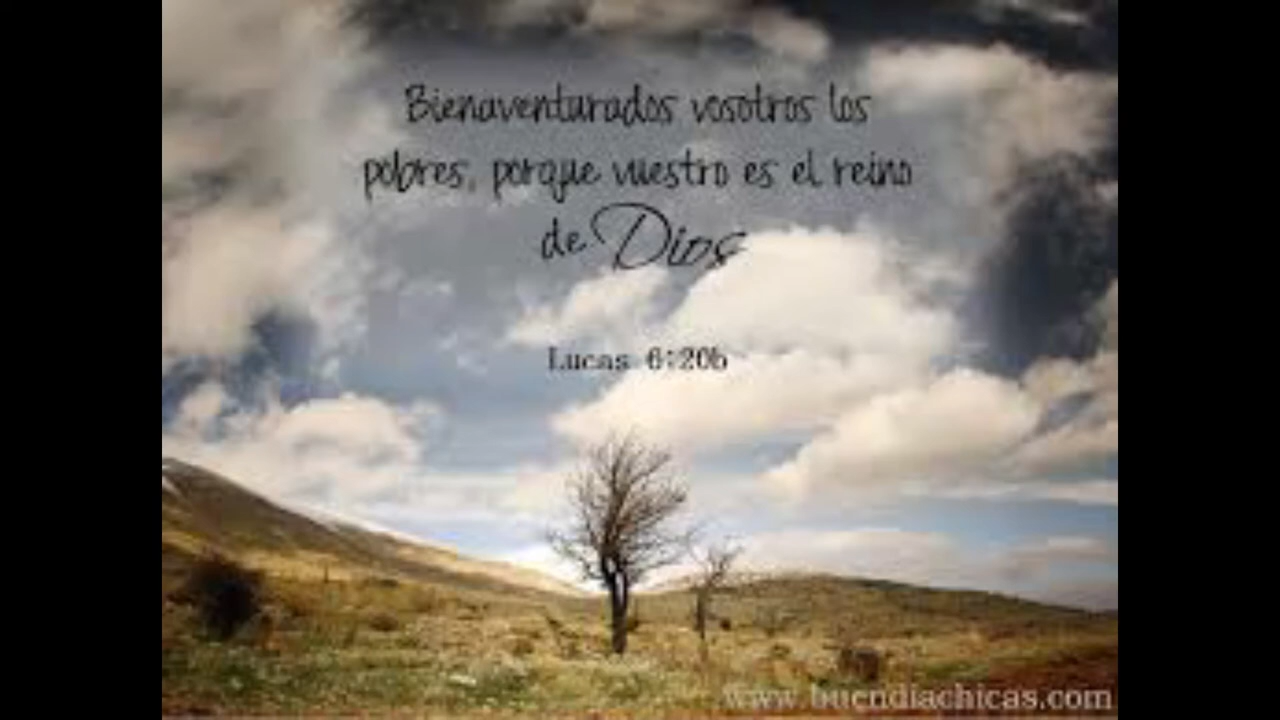 Bienaventurados vosotros los
pobres, porque vuestro es el reino
de Dios
Lucas 6:20b
www.buendiachicas.com